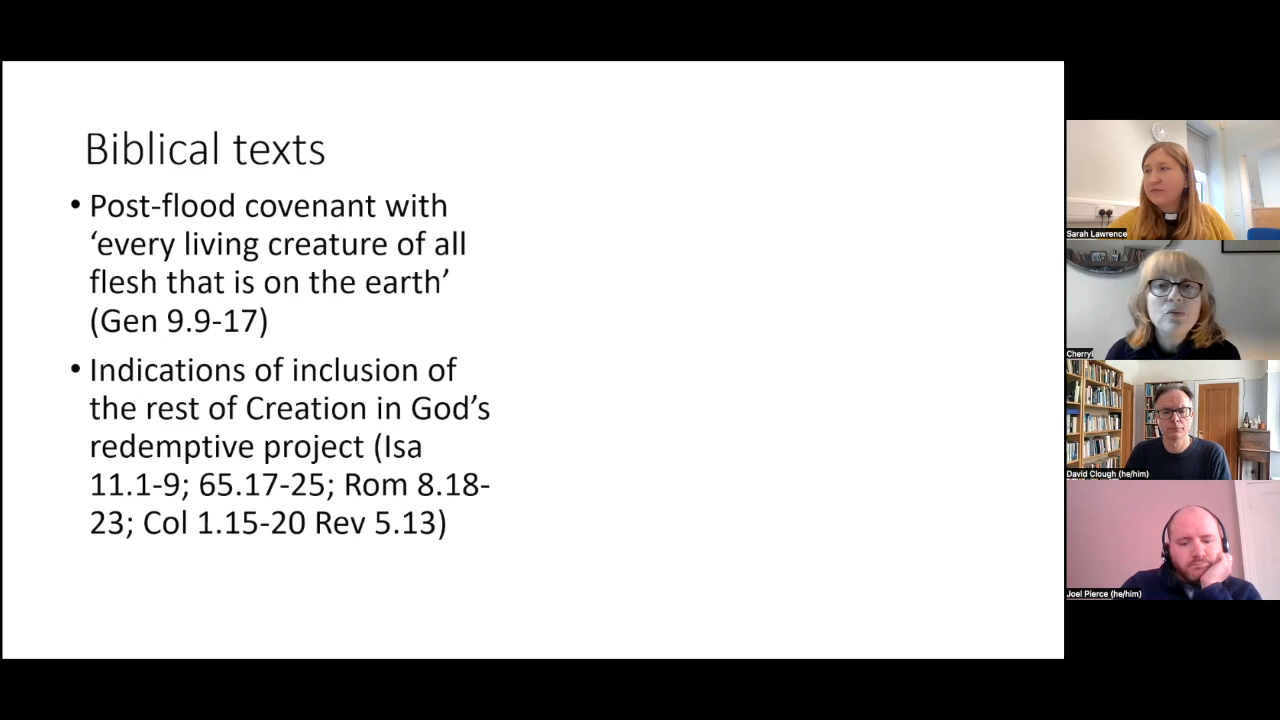 Biblical texts
• Post-flood covenant with
‘every living creature of all
flesh that is on the earth’
(Gen 9.9-17)
• Indications of inclusion of
the rest of Creation in God’s
redemptive project (Isa
11.1-9; 65.17-25; Rom 8.18-
23; Col 1.15-20 Rev 5.13)
Sarah Lawrence
Cherryl
David Clough (he/him)
Joel Pierce (he/him)